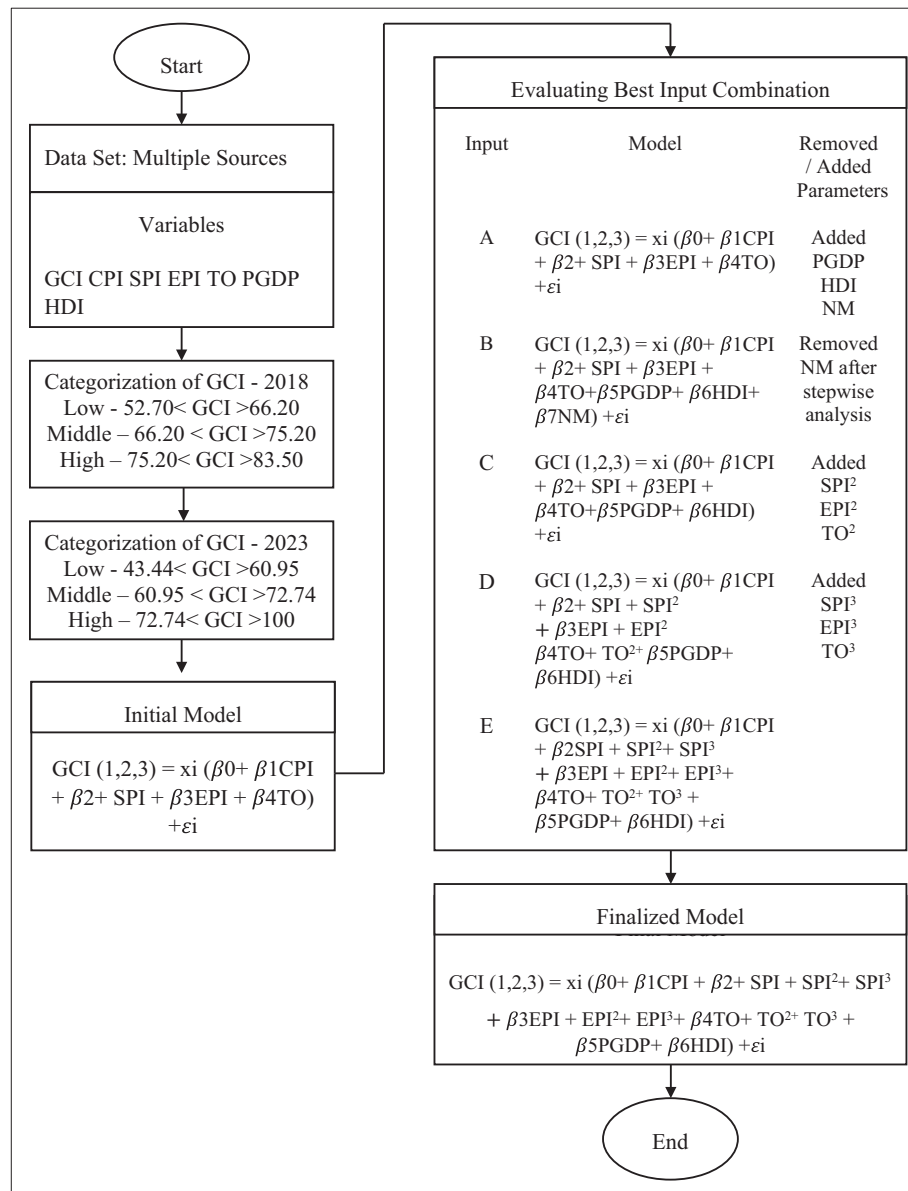 Start
Data Set: Multiple Sources
Variables
GCI CPI SPI EPI TO PGDP
HDI
Categorization of GCI - 2018
Low - 52.70< GCI >66.20
Middle – 66.20 < GCI >75.20
High – 75.20< GCI >83.50
Categorization of GCI - 2023
Low - 43.44< GCI >60.95
Middle – 60.95 < GCI >72.74
High – 72.74< GCI >100
Initial Model
GCI (1,2,3) = xi (β0+ β1CPI
+ β2+ SPI + β3EPI + β4TO)
+εi
Evaluating Best Input Combination
Input Model Removed
/ Added
Parameters
A GCI (1,2,3) = xi (β0+ β1CPI Added
+ β2+ SPI + β3EPI + β4TO) PGDP
+εi HDI
NM
B GCI (1,2,3) = xi (β0+ β1CPI Removed
+ β2+ SPI + β3EPI + NM after
β4TO+β5PGDP+ β6HDI+ stepwise
β7NM) +εi analysis
C GCI (1,2,3) = xi (β0+ β1CPI Added
+ β2+ SPI + β3EPI + SPI²
β4TO+β5PGDP+ β6HDI) EPI²
+εi TO²
D GCI (1,2,3) = xi (β0+ β1CPI Added
+ β2+ SPI + SPI² SPI³
+ β3EPI + EPI² EPI³
β4TO+ TO²⁺ β5PGDP+ TO³
β6HDI) +εi
E GCI (1,2,3) = xi (β0+ β1CPI
+ β2SPI + SPI²+ SPI³
+ β3EPI + EPI²+ EPI³+
β4TO+ TO²⁺ TO³ +
β5PGDP+ β6HDI) +εi
Finalized Model
GCI (1,2,3) = xi (β0+ β1CPI + β2+ SPI + SPI²+ SPI³
+ β3EPI + EPI²+ EPI³+ β4TO+ TO²⁺ TO³ +
β5PGDP+ β6HDI) +εi
End